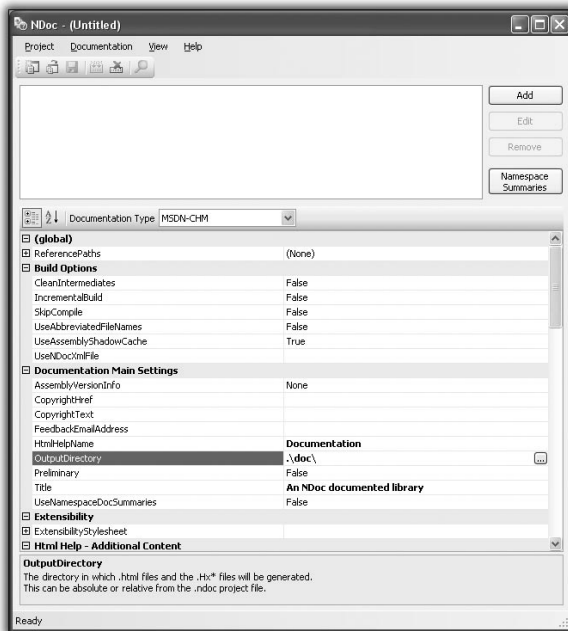 NDoc - (Untitled)
Project Documentation View Help
Add
Edit
Remove
Namespace
Summaries
Documentation Type MSDN-CHM
(global)
ReferencePaths (None)
Build Options
CleanIntermediates False
IncrementalBuild False
SkipCompile False
UseAbbreviatedFileNames False
UseAssemblyShadowCache True
UseNDocXmlFile
Documentation Main Settings
AssemblyVersionInfo None
CopyrightHref
CopyrightText
FeedbackEmailAddress
HtmlHelpName Documentation
OutputDirectory .\doc\ ...
Preliminary False
Title An NDoc documented library
UseNamespaceDocSummaries False
Extensibility
ExtensibilityStylesheet
Html Help - Additional Content
OutputDirectory
The directory in which .html files and the .Hx* files will be generated.
This can be absolute or relative from the .ndoc project file.
Ready